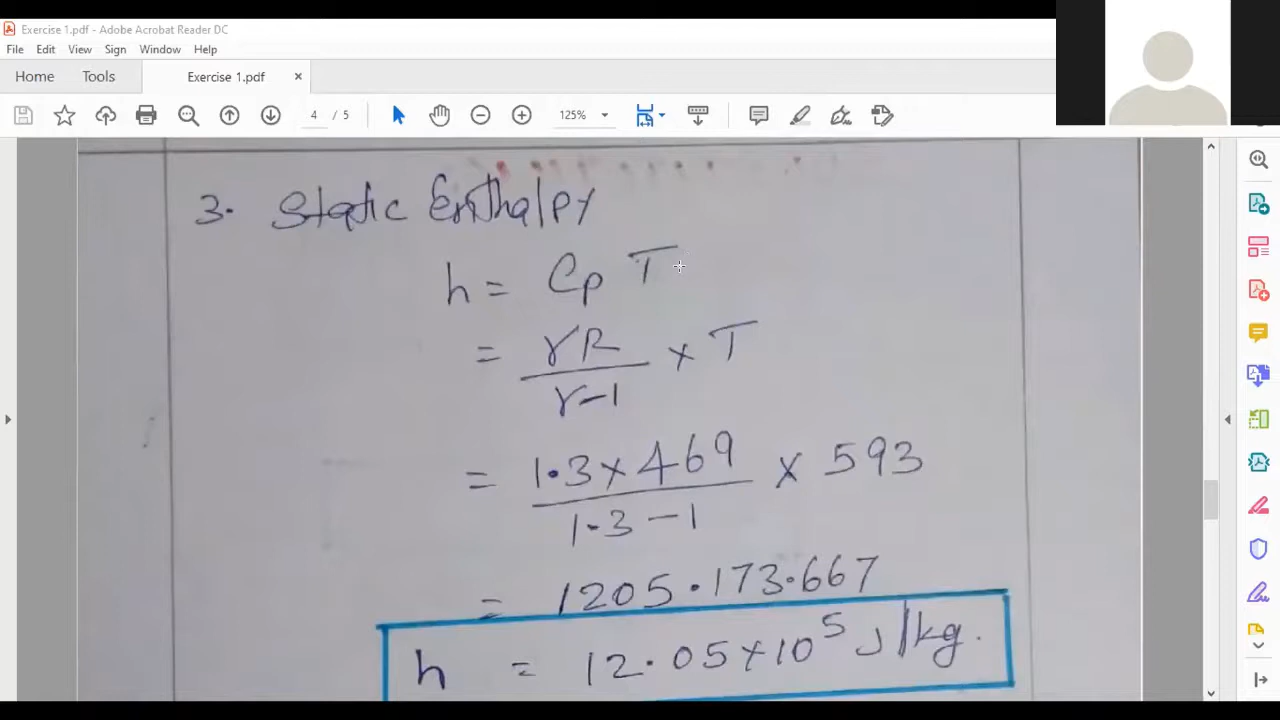 Exercise 1.pdf - Adobe Acrobat Reader DC
File Edit View Sign Window Help
Home Tools Exercise 1.pdf ×
4 / 5 125%
3. Static Enthalpy
h = Cp T
= γR / γ-1 × T
= 1.3×469 / 1.3-1 × 593
= 1205.173.667
h = 12.05×10⁵ J/kg.